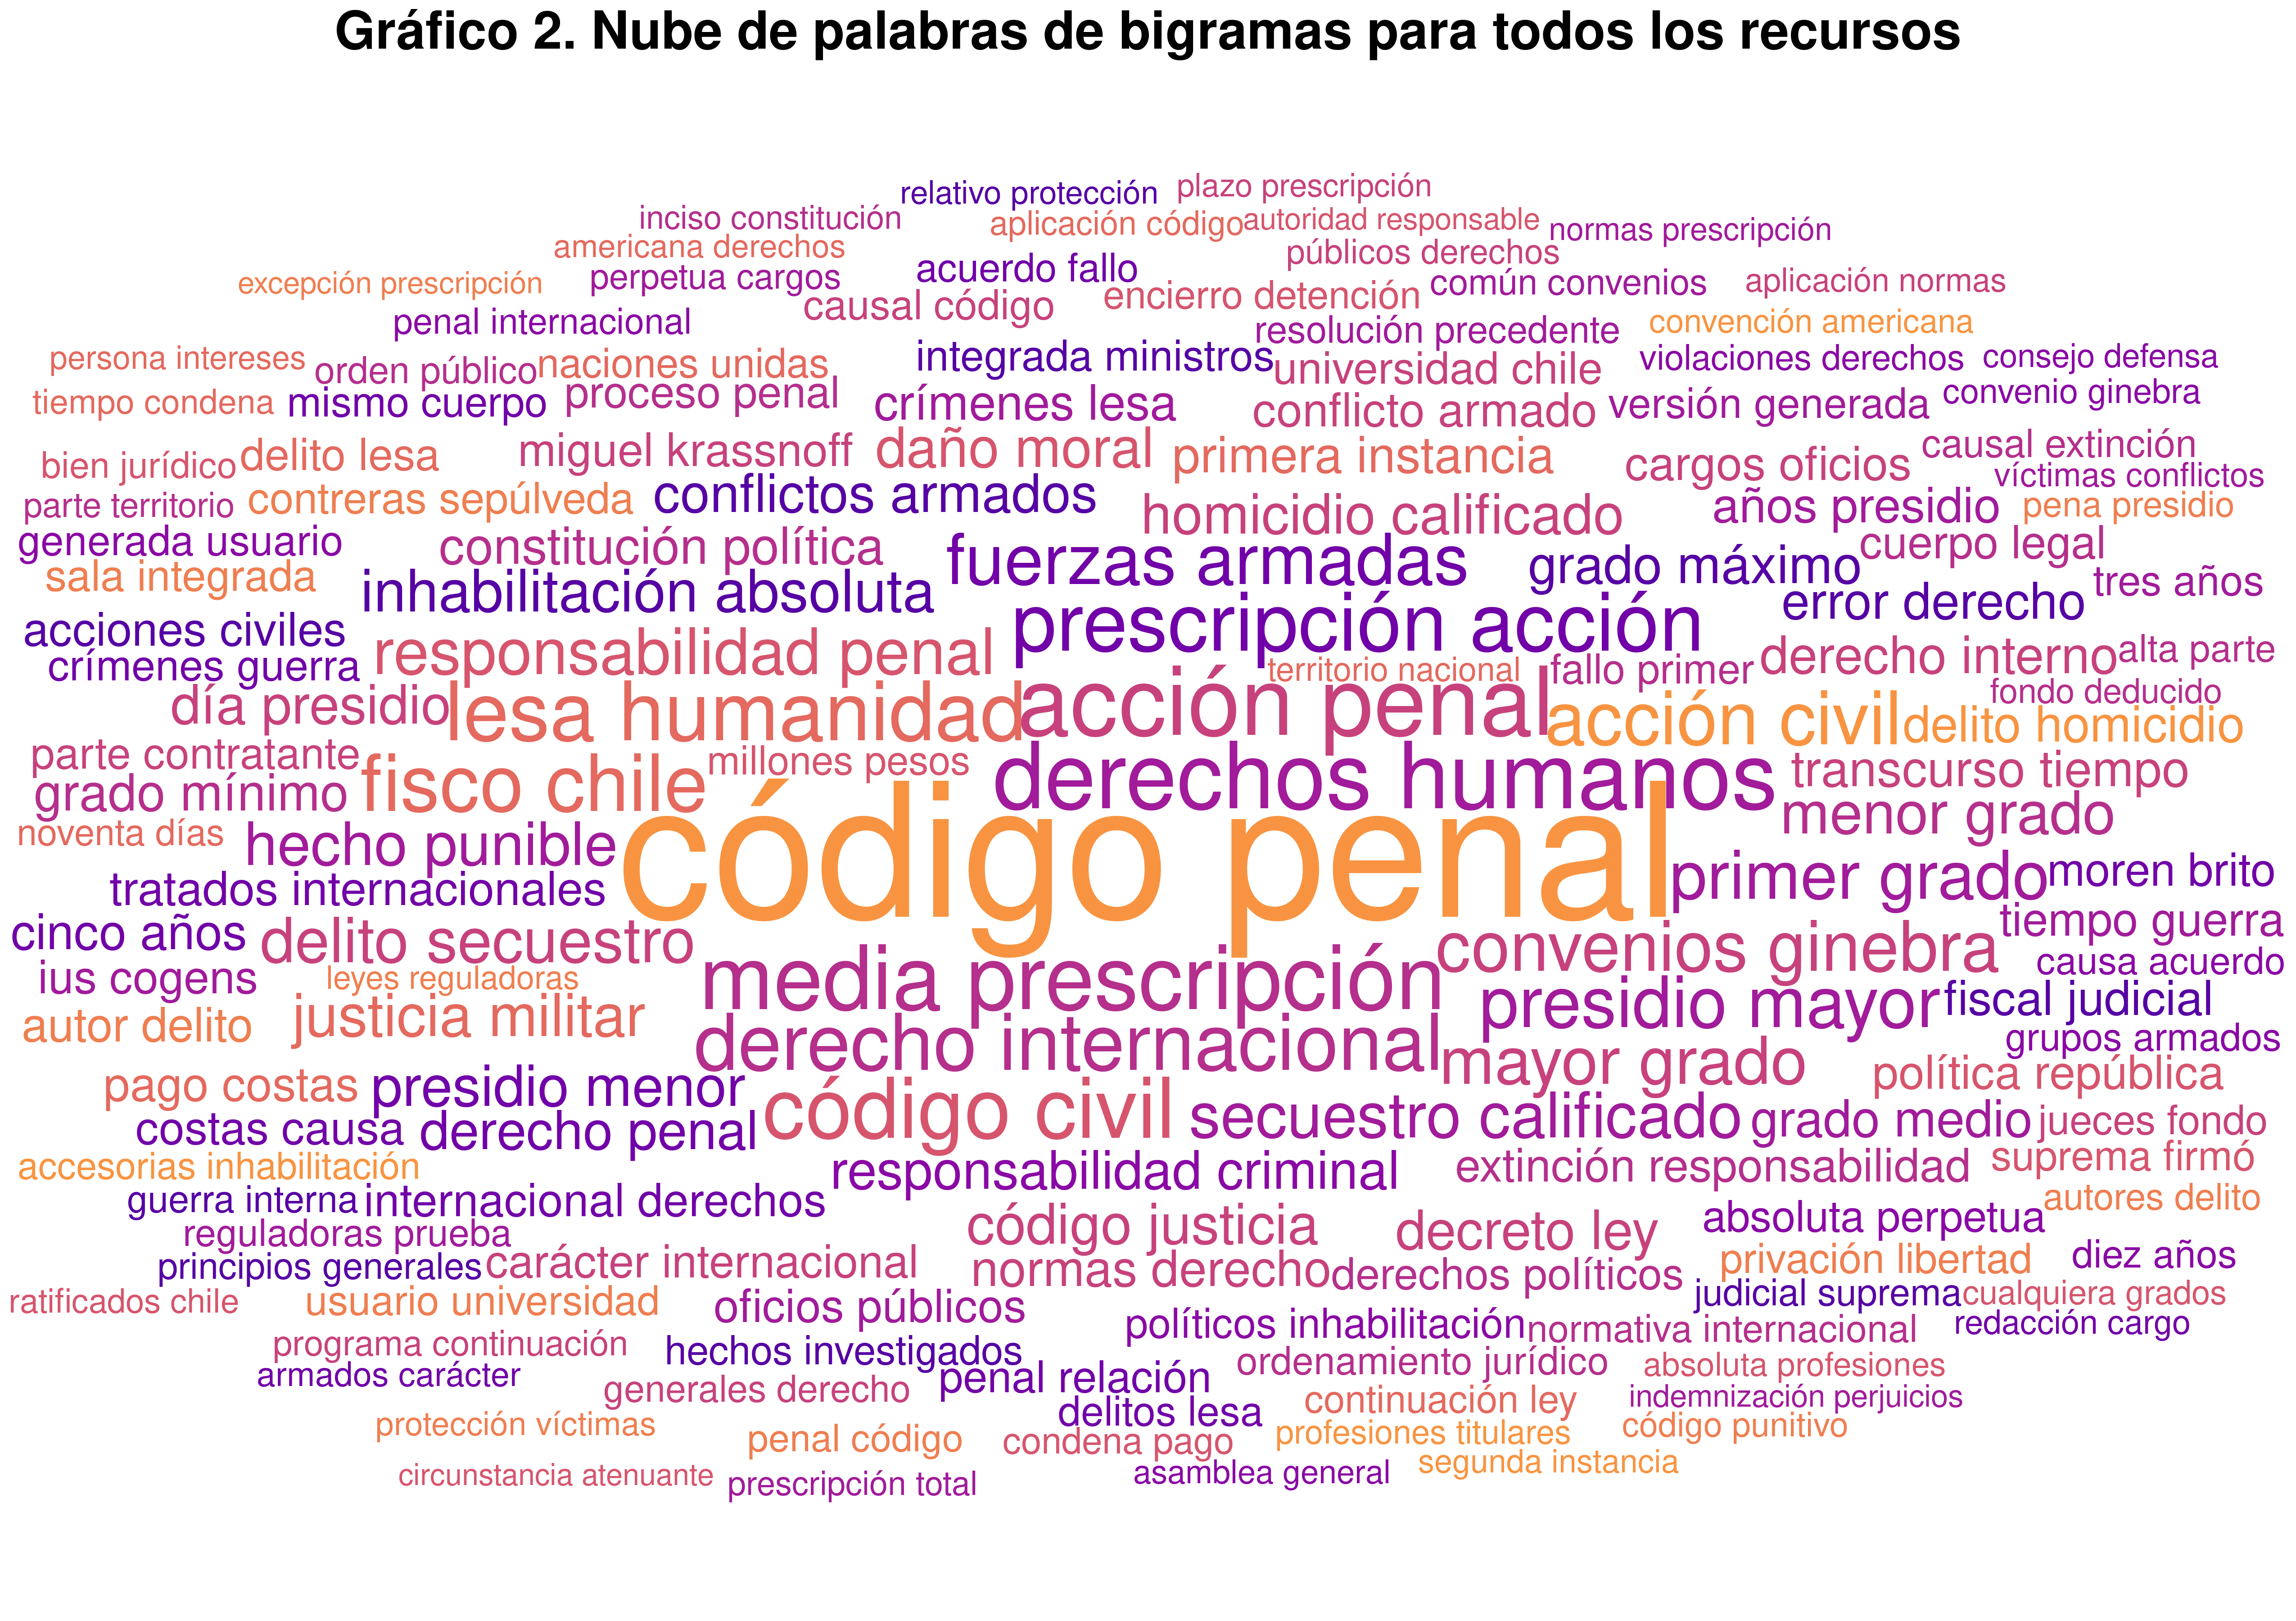 Gráfico 2. Nube de palabras de bigramas para todos los recursos
relativo protección
plazo prescripción
inciso constitución
aplicación código
autoridad responsable
normas prescripción
americana derechos
públicos derechos
excepción prescripción
perpetua cargos
acuerdo fallo
común convenios
aplicación normas
causal código
encierro detención
penal internacional
resolución precedente
convención americana
persona intereses
orden público
naciones unidas
integrada ministros
universidad chile
violaciones derechos
consejo defensa
tiempo condena
mismo cuerpo
proceso penal
crímenes lesa
conflicto armado
versión generada
convenio ginebra
bien jurídico
delito lesa
miguel krassnoff
daño moral
primera instancia
cargos oficios
causal extinción
víctimas conflictos
parte territorio
contreras sepúlveda
conflictos armados
homicidio calificado
años presidio
pena presidio
generada usuario
constitución política
fuerzas armadas
grado máximo
cuerpo legal
sala integrada
inhabilitación absoluta
tres años
acciones civiles
prescripción acción
error derecho
crímenes guerra
responsabilidad penal
territorio nacional
fallo primer
derecho interno
alta parte
día presidio
lesa humanidad
acción penal
acción civil
fondo deducido
delito homicidio
parte contratante
fisco chile
millones pesos
derechos humanos
transcurso tiempo
grado mínimo
menor grado
noventa días
hecho punible
código penal
primer grado
moren brito
tratados internacionales
cinco años
delito secuestro
convenios ginebra
tiempo guerra
ius cogens
leyes reguladoras
media prescripción
causa acuerdo
autor delito
justicia militar
presidio mayor
fiscal judicial
derecho internacional
grupos armados
pago costas
presidio menor
mayor grado
política república
costas causa
derecho penal
código civil
secuestro calificado
grado medio
jueces fondo
accesorias inhabilitación
responsabilidad criminal
extinción responsabilidad
suprema firmó
guerra interna
internacional derechos
autores delito
reguladoras prueba
código justicia
decreto ley
absoluta perpetua
principios generales
carácter internacional
normas derecho
derechos políticos
privación libertad
diez años
ratificados chile
usuario universidad
oficios públicos
judicial suprema
cualquiera grados
políticos inhabilitación
normativa internacional
redacción cargo
programa continuación
hechos investigados
armados carácter
penal relación
ordenamiento jurídico
absoluta profesiones
generales derecho
continuación ley
indemnización perjuicios
protección víctimas
delitos lesa
código punitivo
penal código
condena pago
profesiones titulares
circunstancia atenuante
prescripción total
asamblea general
segunda instancia